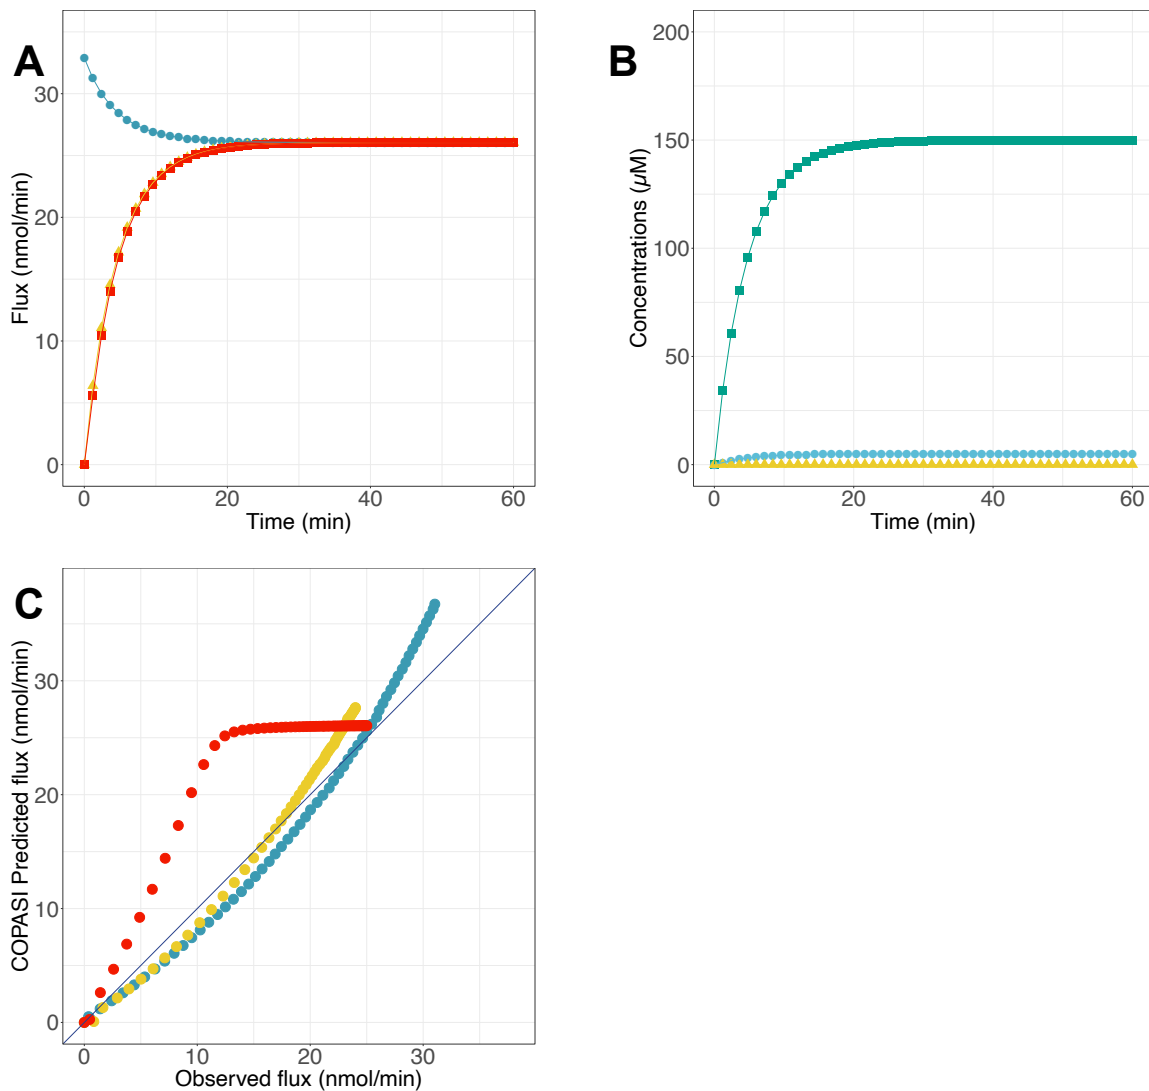 A
Flux (nmol/min)
30
20
10
0
0 20 40 60
Time (min)
B
Concentrations (μM)
200
150
100
50
0
0 20 40 60
Time (min)
C
COPASI Predicted flux (nmol/min)
30
20
10
0
0 10 20 30
Observed flux (nmol/min)